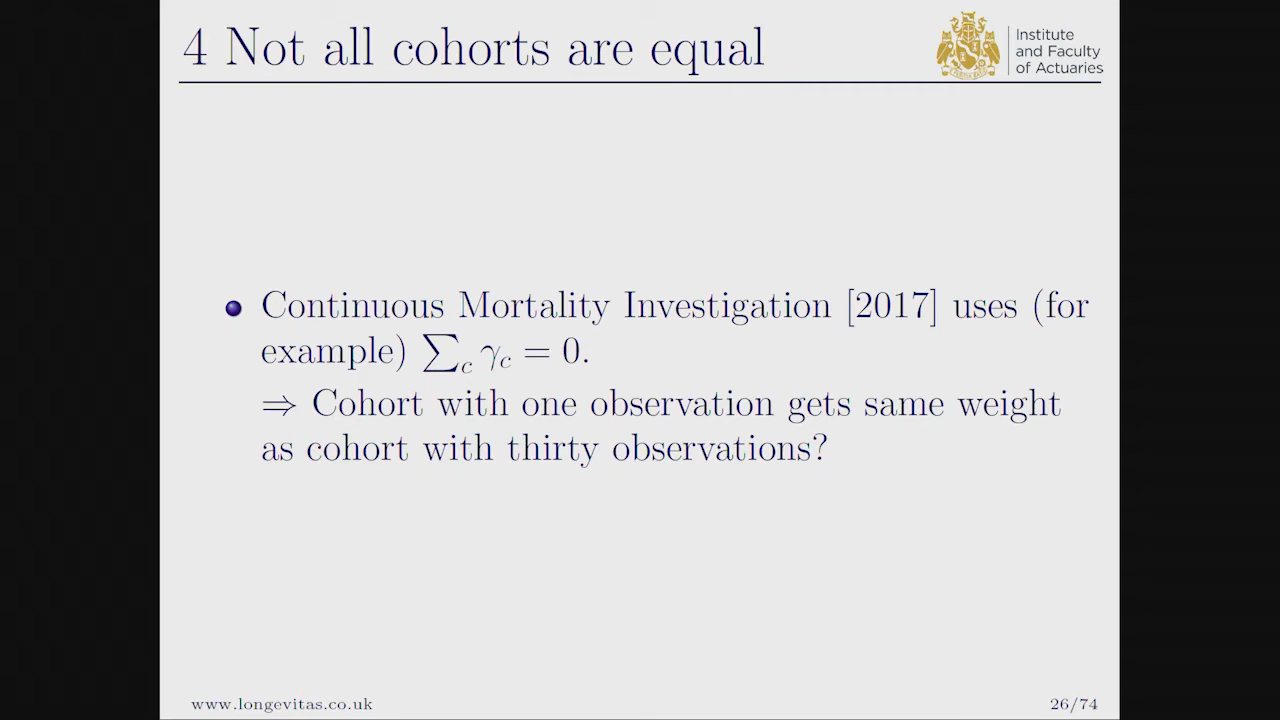 4 Not all cohorts are equal
Institute
and Faculty
of Actuaries
Continuous Mortality Investigation [2017] uses (for
example) ∑_c γ_c = 0.
⇒ Cohort with one observation gets same weight
as cohort with thirty observations?
www.longevitas.co.uk
26/74